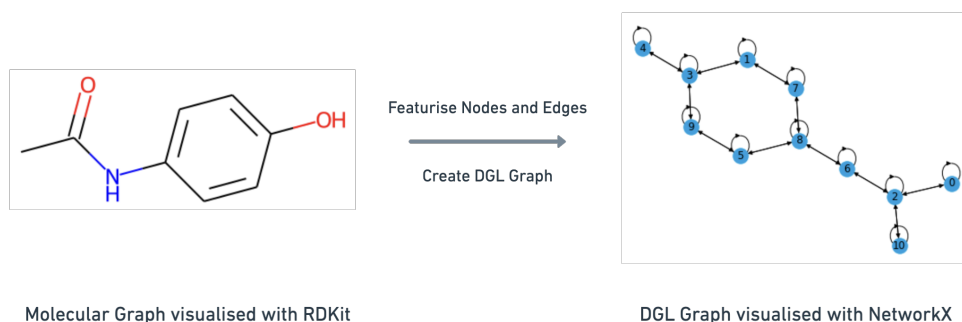 O
OH
N
H
Featurise Nodes and Edges
Create DGL Graph
4
3
1
7
9
5
8
6
2
0
10
Molecular Graph visualised with RDKit
DGL Graph visualised with NetworkX